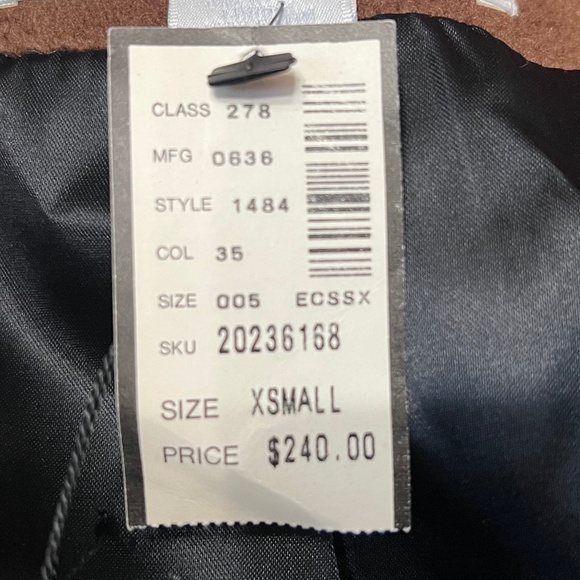 CLASS 278
MFG 0636
STYLE 1484
COL 35
SIZE 005 ECSSX
SKU 20236168
SIZE XSMALL
PRICE $240.00